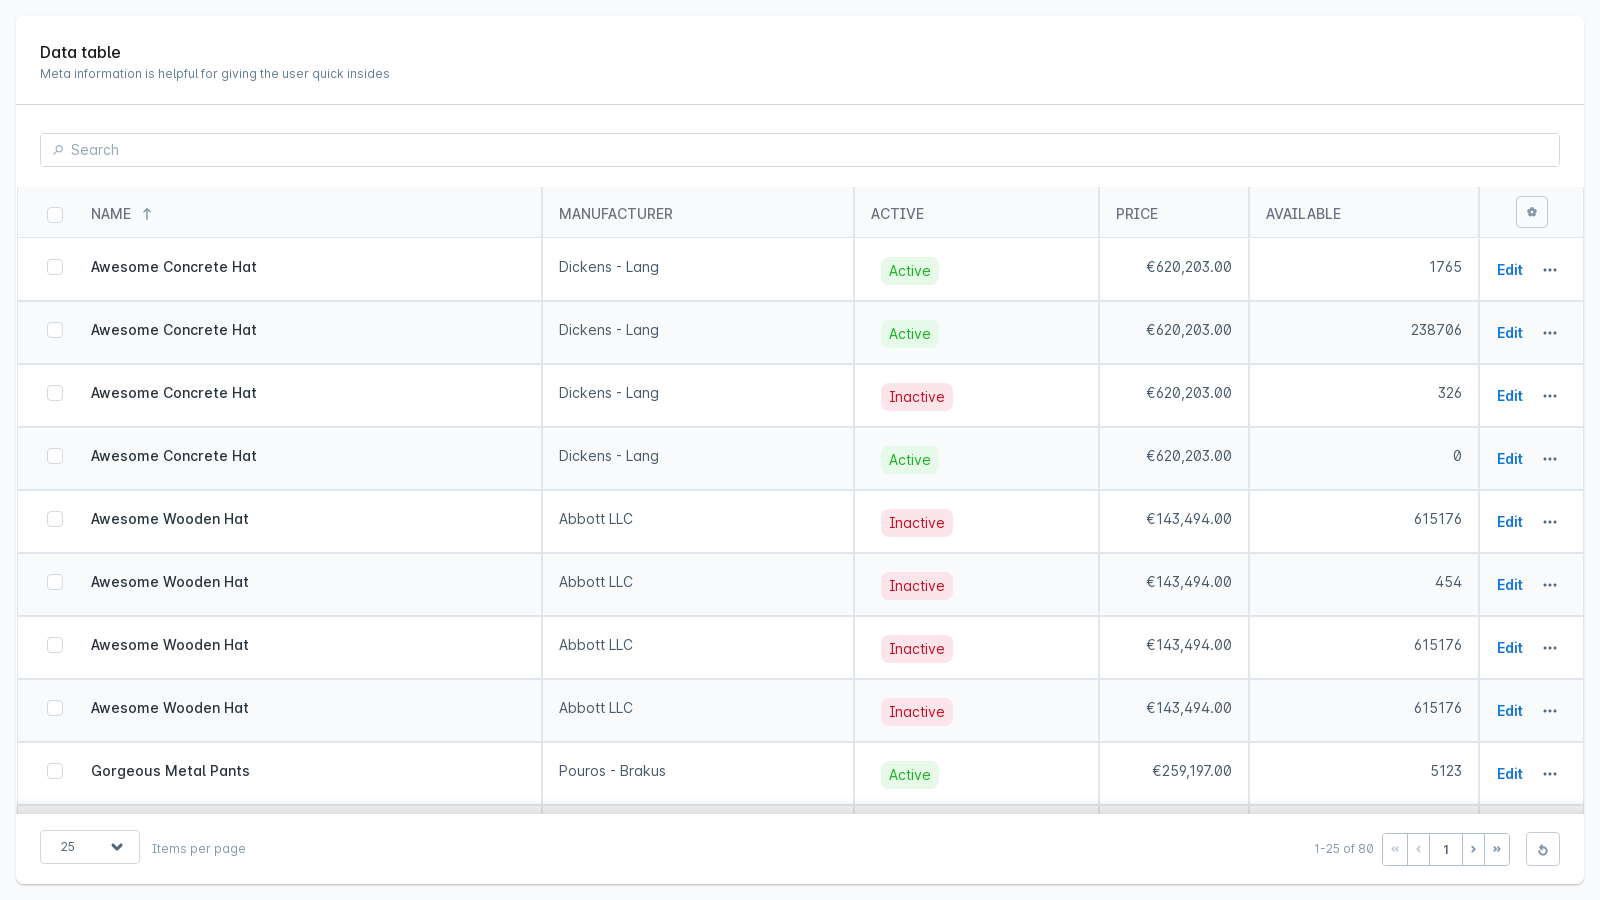 Data table
Meta information is helpful for giving the user quick insides
Search
NAME MANUFACTURER ACTIVE PRICE AVAILABLE
Awesome Concrete Hat Dickens - Lang Active €620,203.00 1765 Edit
Awesome Concrete Hat Dickens - Lang Active €620,203.00 238706 Edit
Awesome Concrete Hat Dickens - Lang Inactive €620,203.00 326 Edit
Awesome Concrete Hat Dickens - Lang Active €620,203.00 0 Edit
Awesome Wooden Hat Abbott LLC Inactive €143,494.00 615176 Edit
Awesome Wooden Hat Abbott LLC Inactive €143,494.00 454 Edit
Awesome Wooden Hat Abbott LLC Inactive €143,494.00 615176 Edit
Awesome Wooden Hat Abbott LLC Inactive €143,494.00 615176 Edit
Gorgeous Metal Pants Pouros - Brakus Active €259,197.00 5123 Edit
25 Items per page 1-25 of 80 « ‹ 1 › »